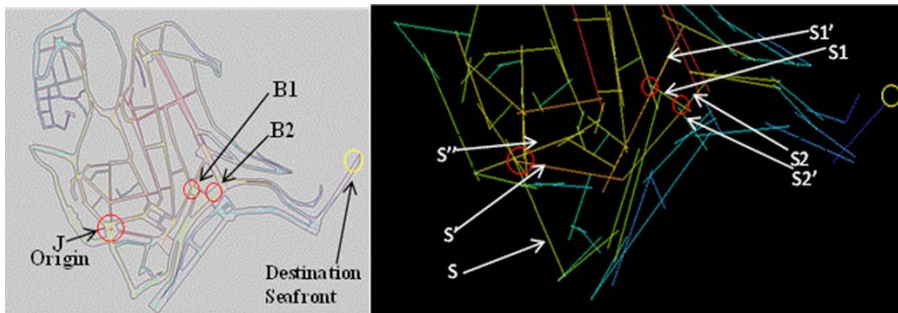 B1
B2
J
Origin
Destination
Seafront
S1’
S1
S’’
S2
S2’
S’
S